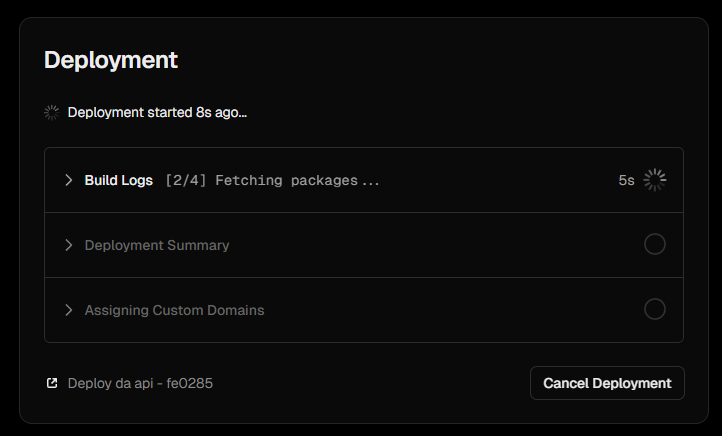 Deployment
Deployment started 8s ago...
Build Logs [2/4] Fetching packages... 5s
Deployment Summary
Assigning Custom Domains
Deploy da api - fe0285 Cancel Deployment